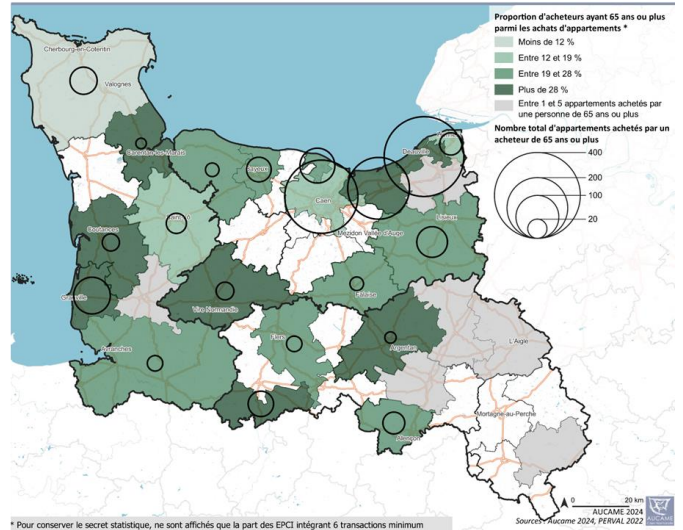 Proportion d'acheteurs ayant 65 ans ou plus
parmi les achats d'appartements *
Moins de 12 %
Entre 12 et 19 %
Entre 19 et 28 %
Plus de 28 %
Entre 1 et 5 appartements achetés par
une personne de 65 ans ou plus
Nombre total d'appartements achetés par un
acheteur de 65 ans ou plus
400
200
100
20
Cherbourg-en-Cotentin
Valognes
Carentan-les-Marais
Bayeux
Deauville
Caen
Saint-Lô
Lisieux
Coutances
Mézidon Vallée d'Auge
Granville
Vire Normandie
Falaise
Avranches
Flers
Argentan
L'Aigle
Mortagne-au-Perche
Alençon
0 20 km
AUCAME 2024
Sources : Aucame 2024, PERVAL 2022
AUCAME
* Pour conserver le secret statistique, ne sont affichés que la part des EPCI intégrant 6 transactions minimum